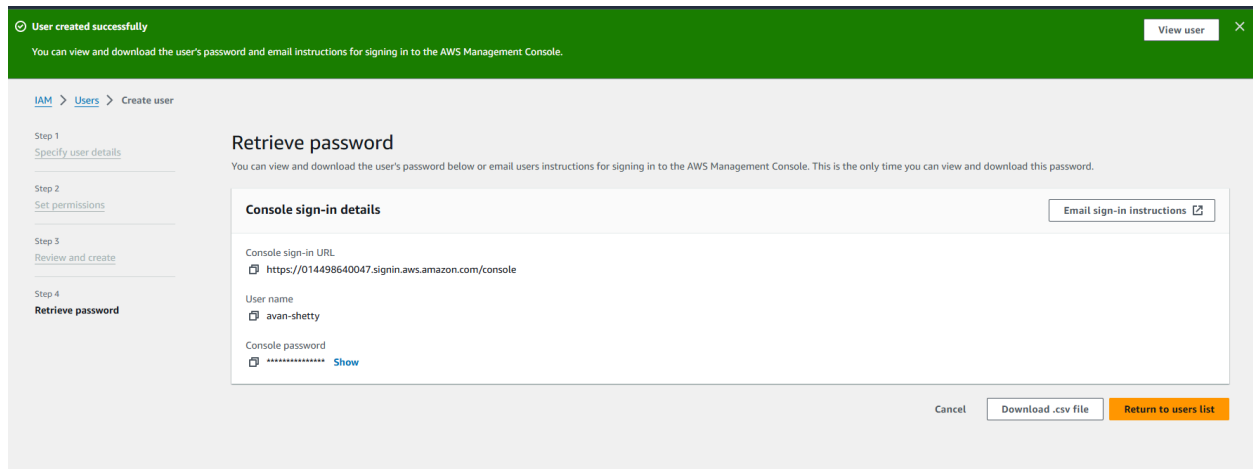 User created successfully
You can view and download the user's password and email instructions for signing in to the AWS Management Console.
View user
IAM > Users > Create user
Step 1
Specify user details
Step 2
Set permissions
Step 3
Review and create
Step 4
Retrieve password
Retrieve password
You can view and download the user's password below or email users instructions for signing in to the AWS Management Console. This is the only time you can view and download this password.
Console sign-in details
Email sign-in instructions
Console sign-in URL
https://014498640047.signin.aws.amazon.com/console
User name
avan-shetty
Console password
*************** Show
Cancel
Download .csv file
Return to users list